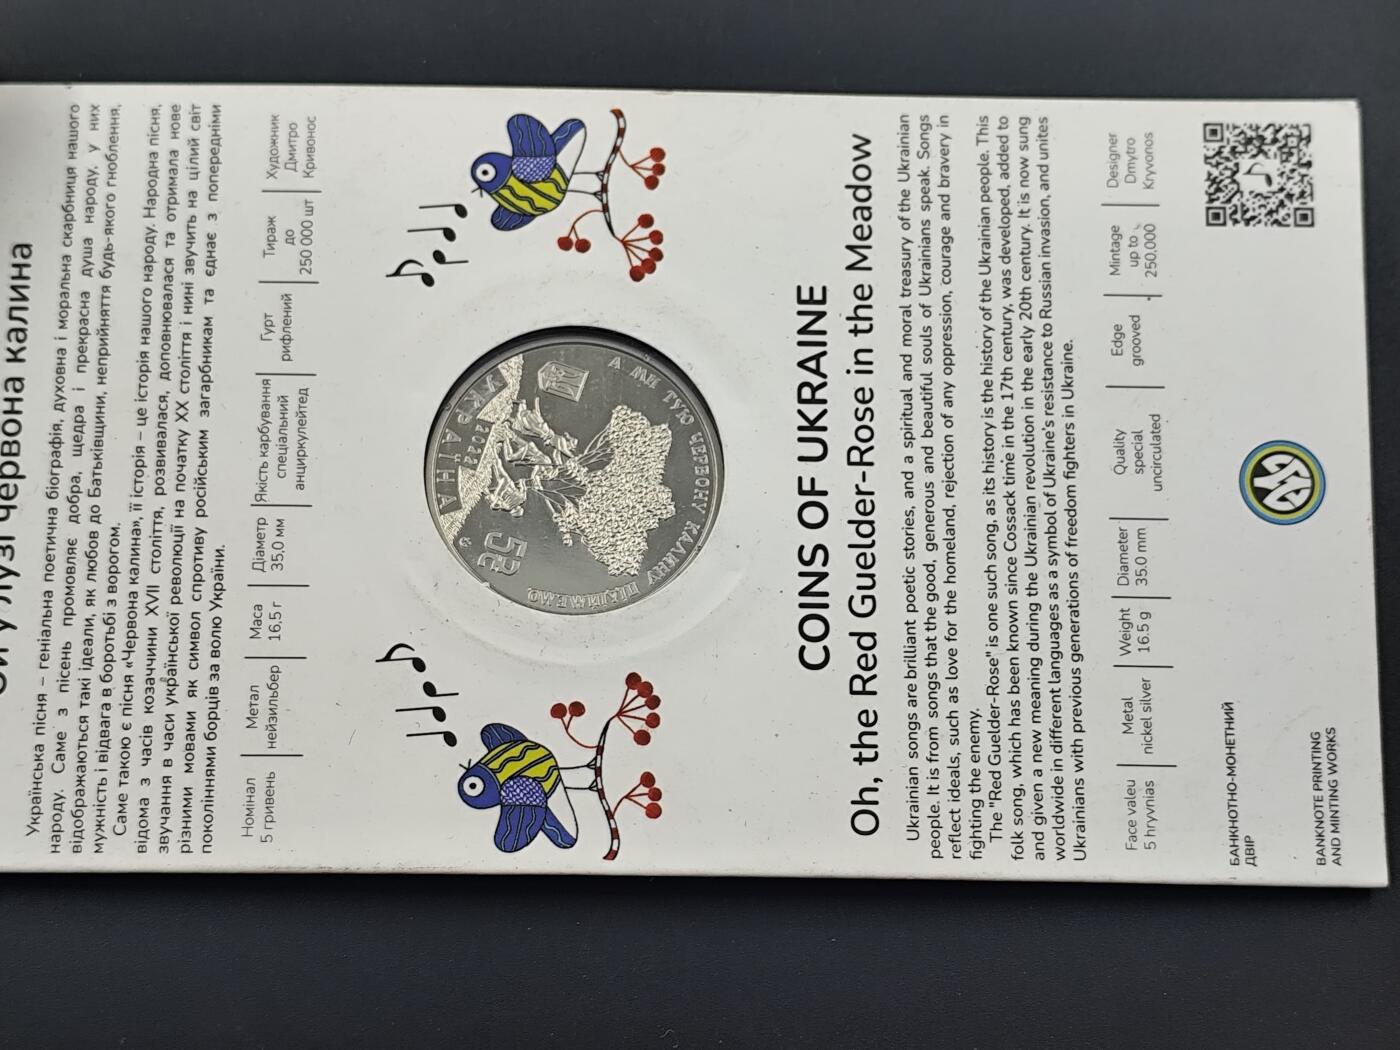 Ой у лузі червона калина
Українська пісня – геніальна поетична біографія, духовна і моральна скарбниця нашого
народу. Саме з пісень промовляє добра, щедра і прекрасна душа народу, у них
відображаються такі ідеали, як любов до Батьківщини, неприйняття будь-якого гноблення,
мужність і відвага в боротьбі з ворогом.
Саме такою є пісня «Червона калина», її історія – це історія нашого народу. Народна пісня,
відома з часів козаччини XVII століття, розвивалася, доповнювалася та отримала нове
звучання в часи української революції на початку XX століття і нині звучить на цілий світ
різними мовами як символ спротиву російським загарбникам та єднає з попередніми
поколіннями борців за волю України.
Номінал
5 гривень
Метал
нейзильбер
Маса
16,5 г
Діаметр
35,0 мм
Якість карбування
спеціальний
анциркулейтед
Гурт
рифлений
Тираж
до
250 000 шт
Художник
Дмитро
Кривонос
УКРАЇНА
2022
5₴
А МИ ТУЮ ЧЕРВОНУ КАЛИНУ ПІДІЙМЕМО
COINS OF UKRAINE
Oh, the Red Guelder-Rose in the Meadow
Ukrainian songs are brilliant poetic stories, and a spiritual and moral treasury of the Ukrainian
people. It is from songs that the good, generous and beautiful souls of Ukrainians speak. Songs
reflect ideals, such as love for the homeland, rejection of any oppression, courage and bravery in
fighting the enemy.
The "Red Guelder-Rose" is one such song, as its history is the history of the Ukrainian people. This
folk song, which has been known since Cossack time in the 17th century, was developed, added to
and given a new meaning during the Ukrainian revolution in the early 20th century. It is now sung
worldwide in different languages as a symbol of Ukraine's resistance to Russian invasion, and unites
Ukrainians with previous generations of freedom fighters in Ukraine.
Face valeu
5 hryvnias
Metal
nickel silver
Weight
16.5 g
Diameter
35.0 mm
Quality
special
uncirculated
Edge
grooved
Mintage
up to
250,000
Designer
Dmytro
Kryvonos
БАНКНОТНО-МОНЕТНИЙ
ДВІР
BANKNOTE PRINTING
AND MINTING WORKS